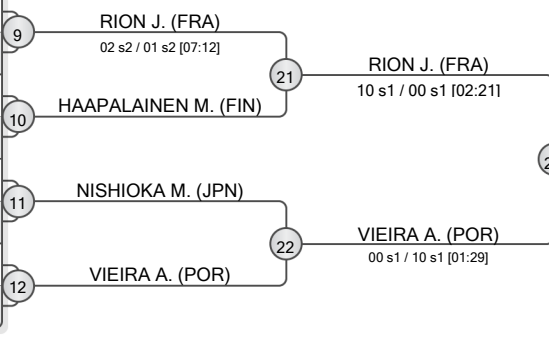 9
RION J. (FRA)
02 s2 / 01 s2 [07:12]
21
RION J. (FRA)
10 s1 / 00 s1 [02:21]
10
HAAPALAINEN M. (FIN)
11
NISHIOKA M. (JPN)
22
VIEIRA A. (POR)
00 s1 / 10 s1 [01:29]
12
VIEIRA A. (POR)